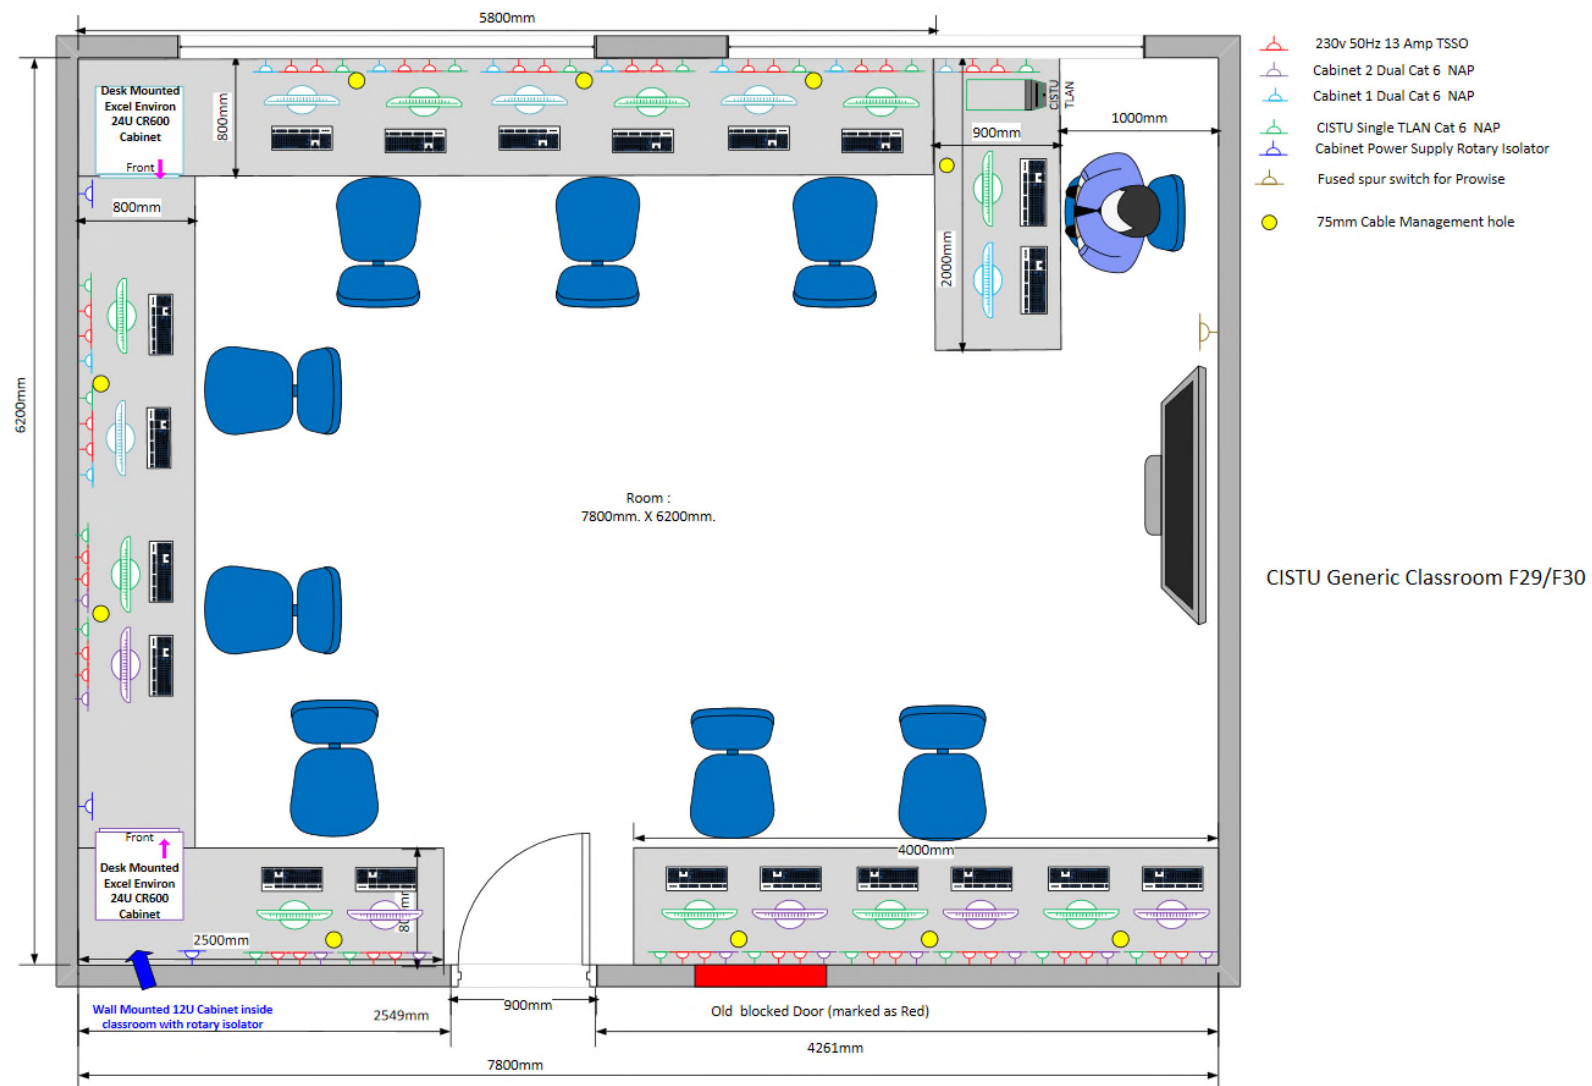 5800mm
230v 50Hz 13 Amp TSSO
Cabinet 2 Dual Cat 6 NAP
Cabinet 1 Dual Cat 6 NAP
CISTU Single TLAN Cat 6 NAP
Cabinet Power Supply Rotary Isolator
Fused spur switch for Prowise
75mm Cable Management hole
Desk Mounted
Excel Environ
24U CR600
Cabinet
Front
800mm
800mm
CISTU
TLAN
900mm
1000mm
2000mm
6200mm
Room :
7800mm. X 6200mm.
CISTU Generic Classroom F29/F30
Front
Desk Mounted
Excel Environ
24U CR600
Cabinet
2500mm
4000mm
Wall Mounted 12U Cabinet inside
classroom with rotary isolator
2549mm
900mm
Old blocked Door (marked as Red)
4261mm
7800mm